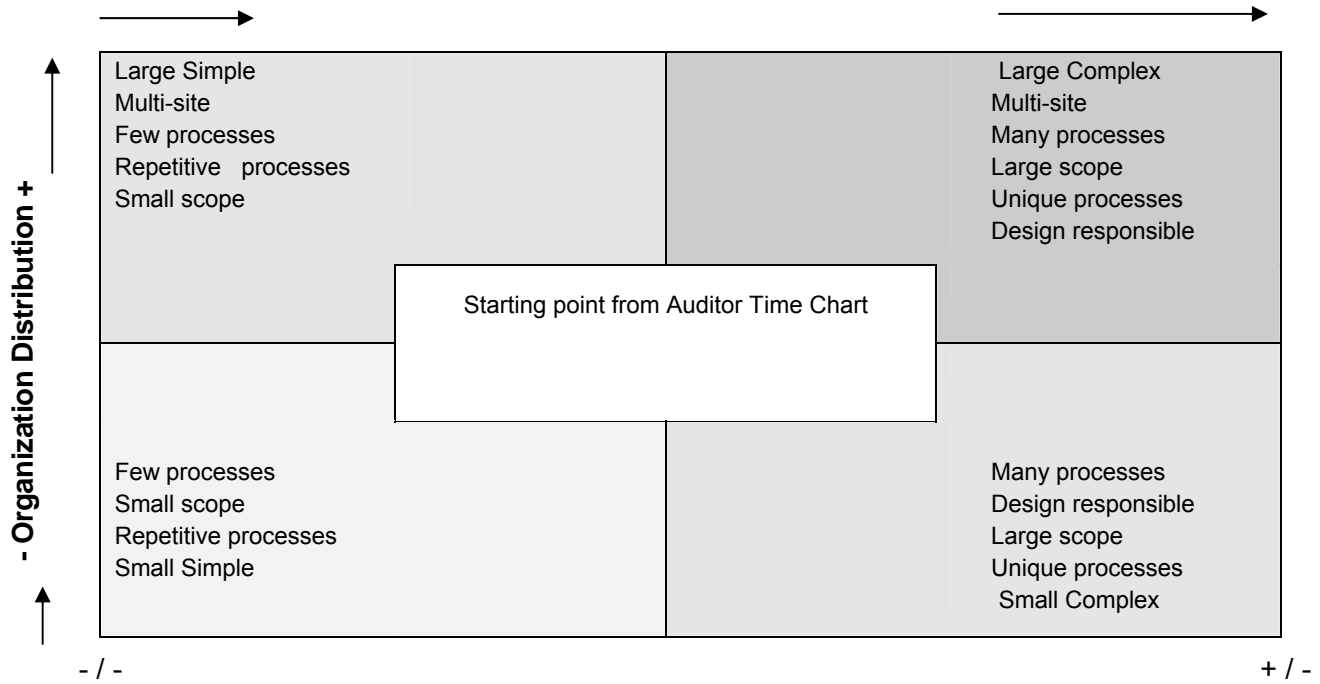 Large Simple
Multi-site
Few processes
Repetitive processes
Small scope
Large Complex
Multi-site
Many processes
Large scope
Unique processes
Design responsible
- Organization Distribution +
Starting point from Auditor Time Chart
Few processes
Small scope
Repetitive processes
Small Simple
Many processes
Design responsible
Large scope
Unique processes
Small Complex
- / -
+ / -